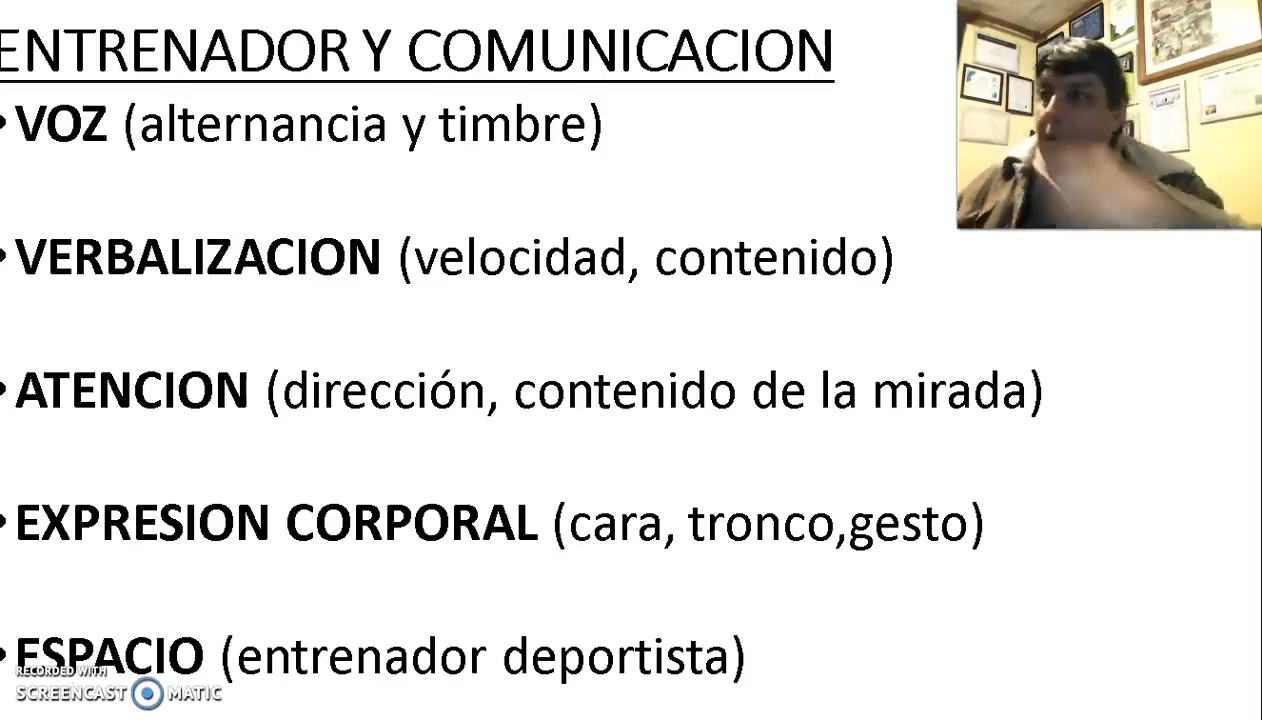 ENTRENADOR Y COMUNICACION
• VOZ (alternancia y timbre)
• VERBALIZACION (velocidad, contenido)
• ATENCION (dirección, contenido de la mirada)
• EXPRESION CORPORAL (cara, tronco,gesto)
• ESPACIO (entrenador deportista)
RECORDED WITH
SCREENCAST MATIC